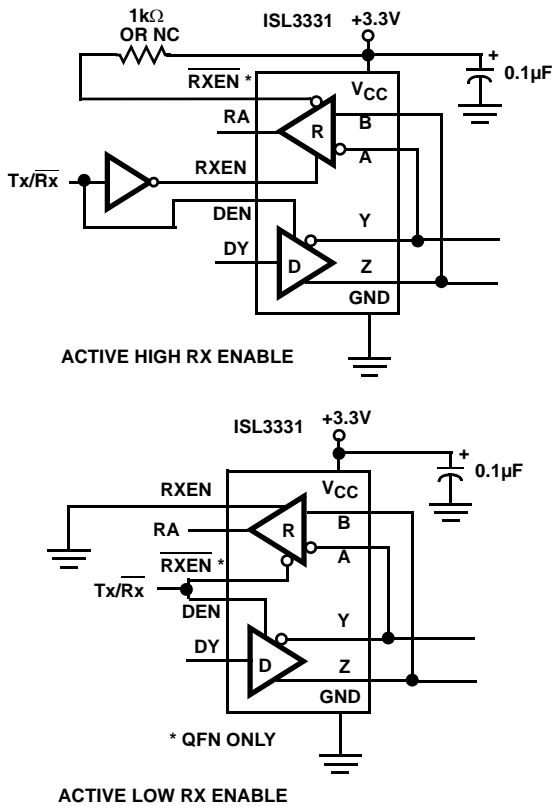 1kΩ
OR NC
ISL3331
+3.3V
+
0.1µF
RXEN *
VCC
RA
R
B
A
Tx/Rx
RXEN
DEN
Y
DY
D
Z
GND
ACTIVE HIGH RX ENABLE
ISL3331
+3.3V
+
0.1µF
RXEN
VCC
RA
R
B
RXEN *
A
Tx/Rx
DEN
Y
DY
D
Z
GND
* QFN ONLY
ACTIVE LOW RX ENABLE